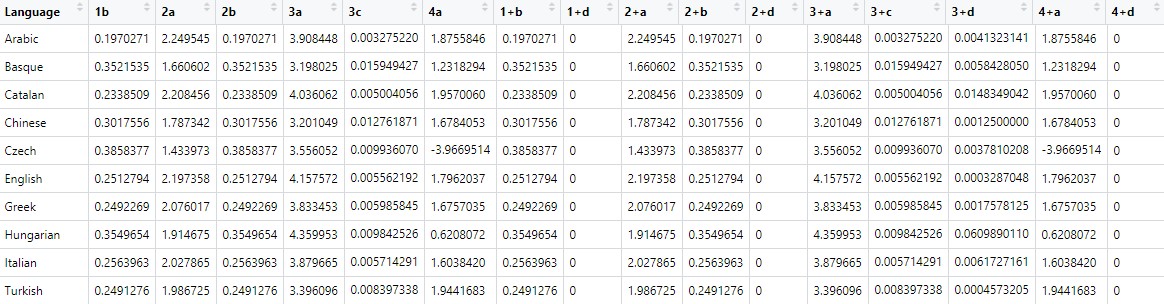 Language 1b 2a 2b 3a 3c 4a 1+b 1+d 2+a 2+b 2+d 3+a 3+c 3+d 4+a 4+d
Arabic 0.1970271 2.249545 0.1970271 3.908448 0.003275220 1.8755846 0.1970271 0 2.249545 0.1970271 0 3.908448 0.003275220 0.0041323141 1.8755846 0
Basque 0.3521535 1.660602 0.3521535 3.198025 0.015949427 1.2318294 0.3521535 0 1.660602 0.3521535 0 3.198025 0.015949427 0.0058428050 1.2318294 0
Catalan 0.2338509 2.208456 0.2338509 4.036062 0.005004056 1.9570060 0.2338509 0 2.208456 0.2338509 0 4.036062 0.005004056 0.0148349042 1.9570060 0
Chinese 0.3017556 1.787342 0.3017556 3.201049 0.012761871 1.6784053 0.3017556 0 1.787342 0.3017556 0 3.201049 0.012761871 0.0012500000 1.6784053 0
Czech 0.3858377 1.433973 0.3858377 3.556052 0.009936070 -3.9669514 0.3858377 0 1.433973 0.3858377 0 3.556052 0.009936070 0.0037810208 -3.9669514 0
English 0.2512794 2.197358 0.2512794 4.157572 0.005562192 1.7962037 0.2512794 0 2.197358 0.2512794 0 4.157572 0.005562192 0.0003287048 1.7962037 0
Greek 0.2492269 2.076017 0.2492269 3.833453 0.005985845 1.6757035 0.2492269 0 2.076017 0.2492269 0 3.833453 0.005985845 0.0017578125 1.6757035 0
Hungarian 0.3549654 1.914675 0.3549654 4.359953 0.009842526 0.6208072 0.3549654 0 1.914675 0.3549654 0 4.359953 0.009842526 0.0609890110 0.6208072 0
Italian 0.2563963 2.027865 0.2563963 3.879665 0.005714291 1.6038420 0.2563963 0 2.027865 0.2563963 0 3.879665 0.005714291 0.0061727161 1.6038420 0
Turkish 0.2491276 1.986725 0.2491276 3.396096 0.008397338 1.9441683 0.2491276 0 1.986725 0.2491276 0 3.396096 0.008397338 0.0004573205 1.9441683 0